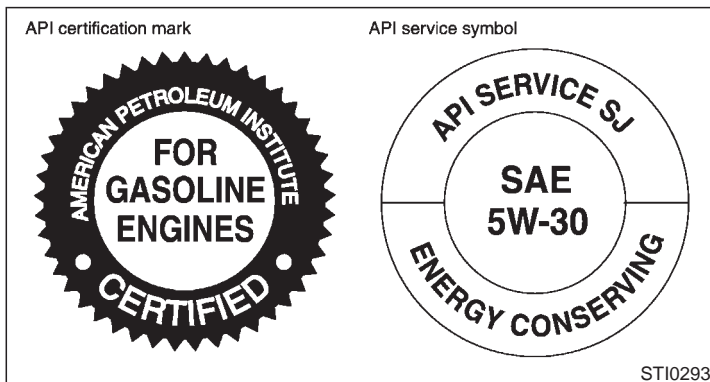 API certification mark
AMERICAN PETROLEUM INSTITUTE
FOR
GASOLINE
ENGINES
CERTIFIED
API service symbol
API SERVICE SJ
SAE
5W-30
ENERGY CONSERVING
STI0293